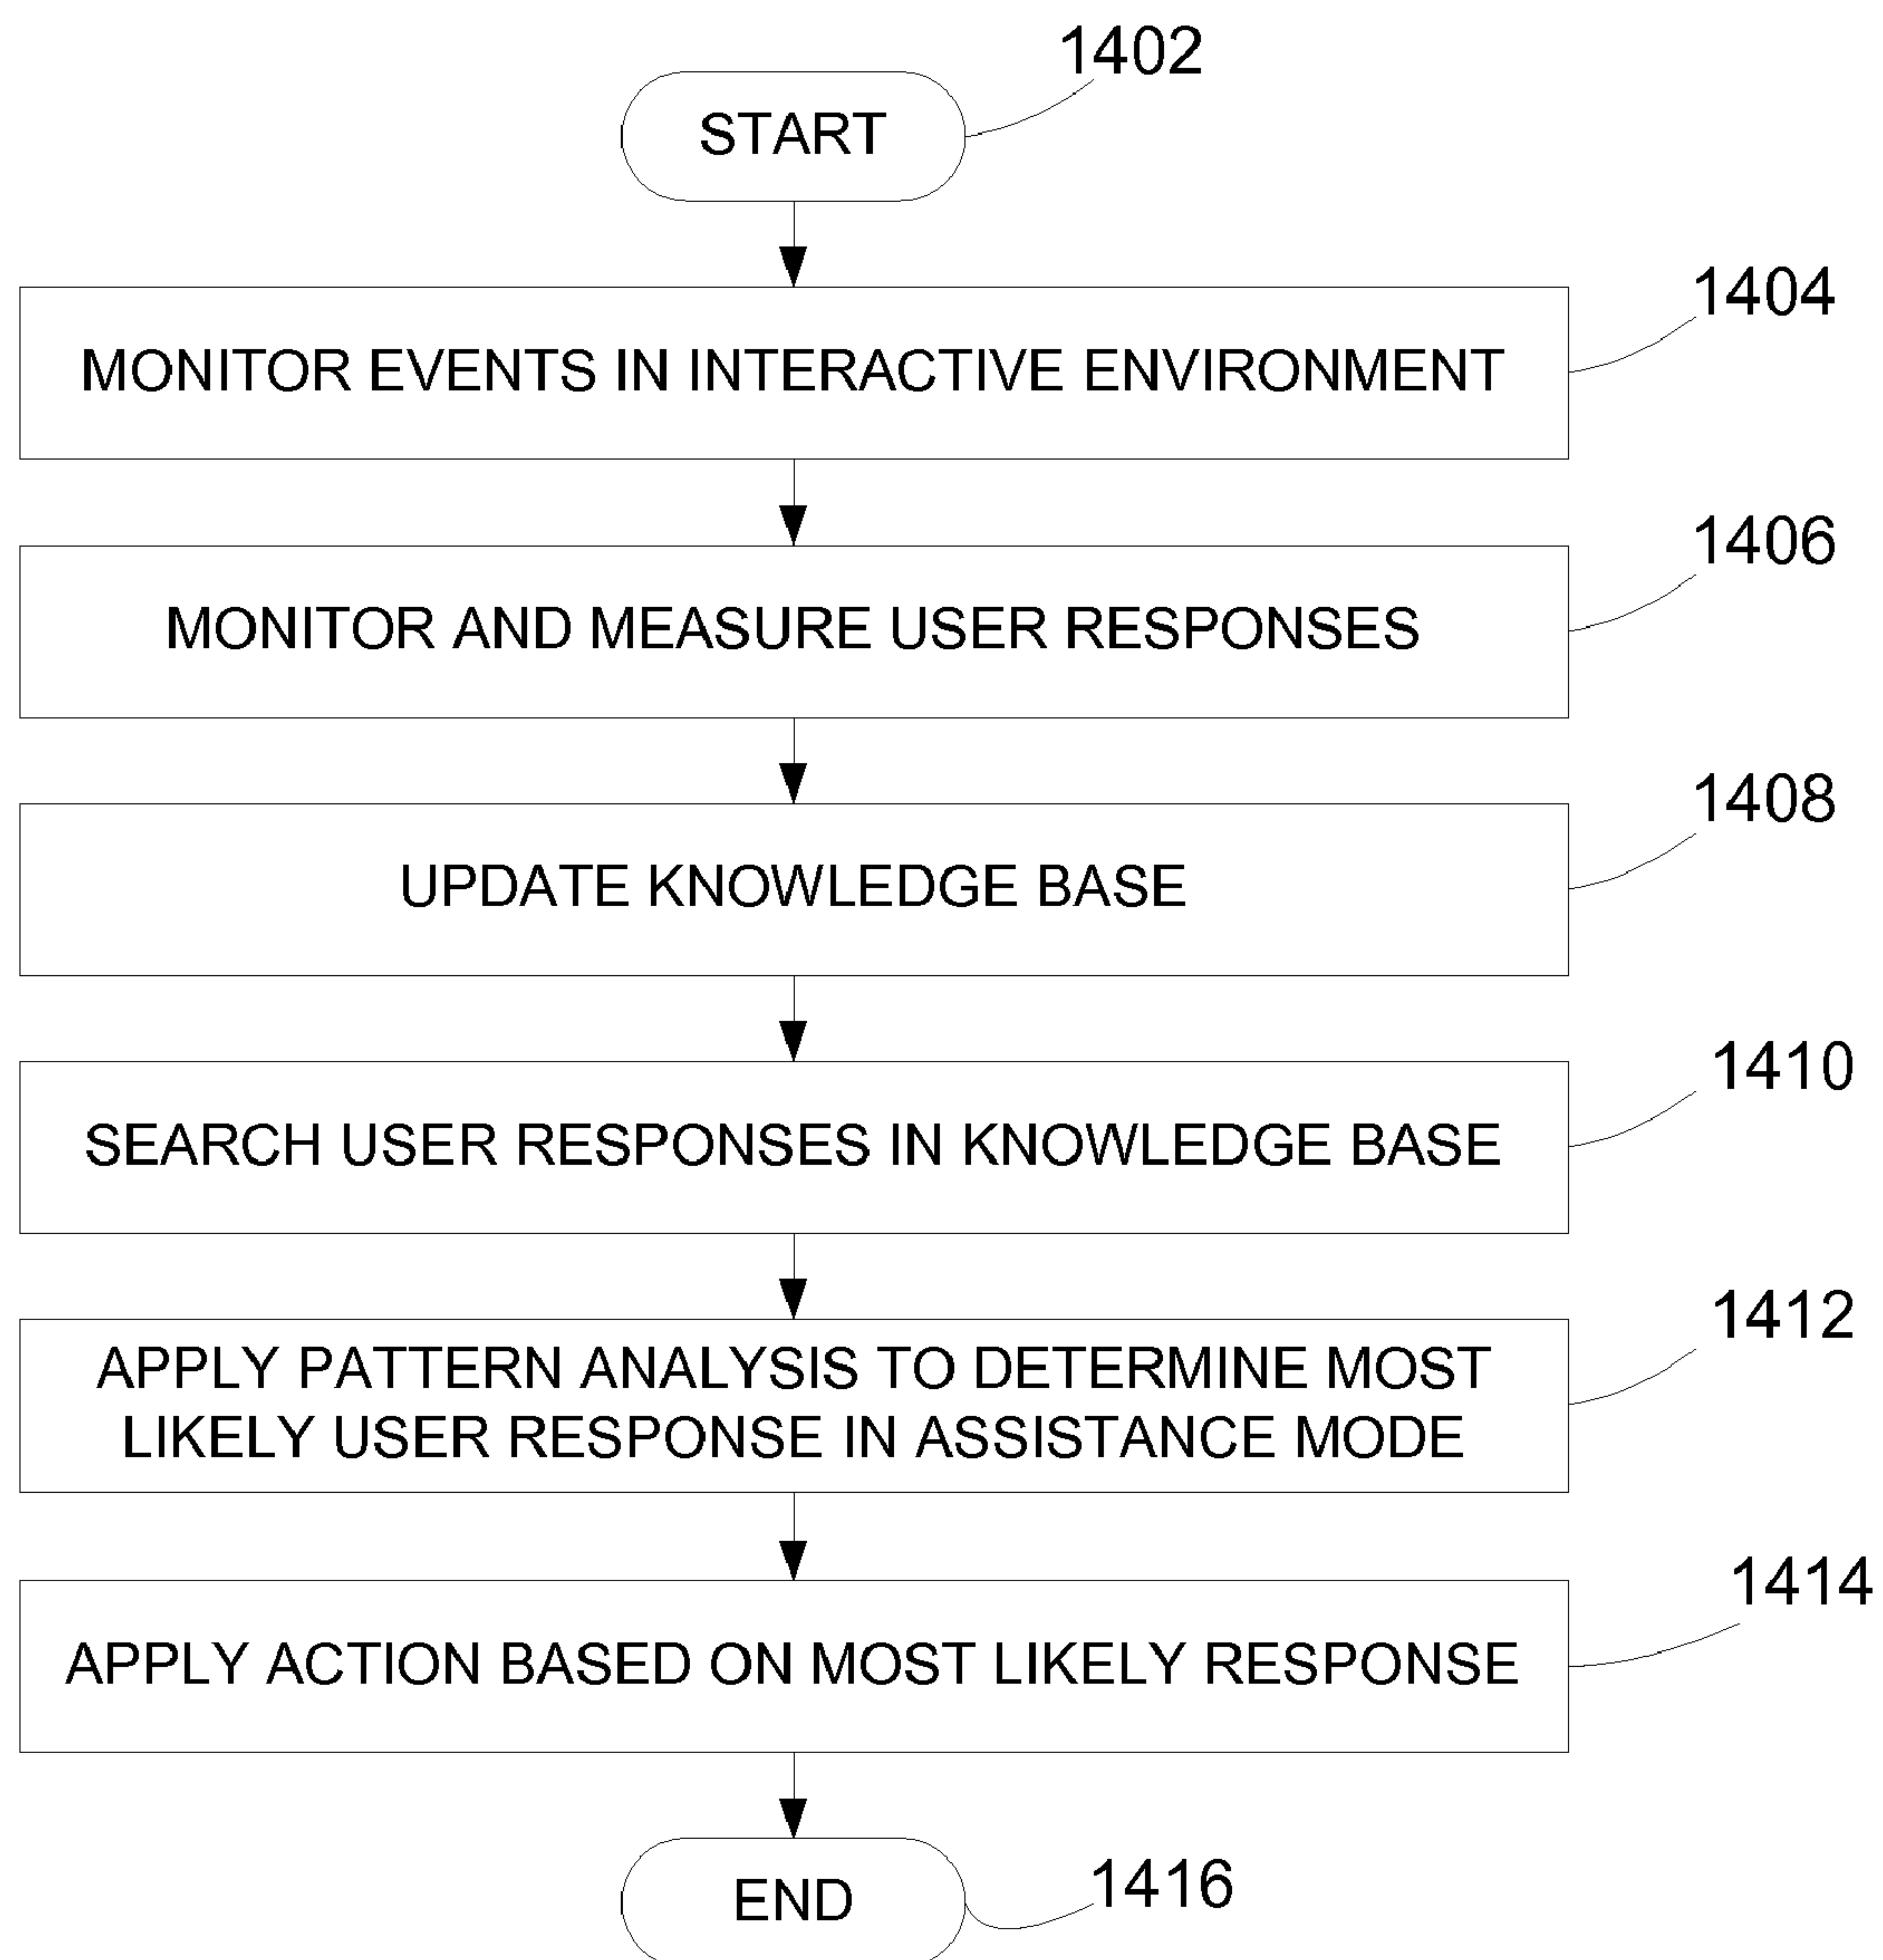 1402
START
1404
MONITOR EVENTS IN INTERACTIVE ENVIRONMENT
1406
MONITOR AND MEASURE USER RESPONSES
1408
UPDATE KNOWLEDGE BASE
1410
SEARCH USER RESPONSES IN KNOWLEDGE BASE
1412
APPLY PATTERN ANALYSIS TO DETERMINE MOST
LIKELY USER RESPONSE IN ASSISTANCE MODE
1414
APPLY ACTION BASED ON MOST LIKELY RESPONSE
1416
END